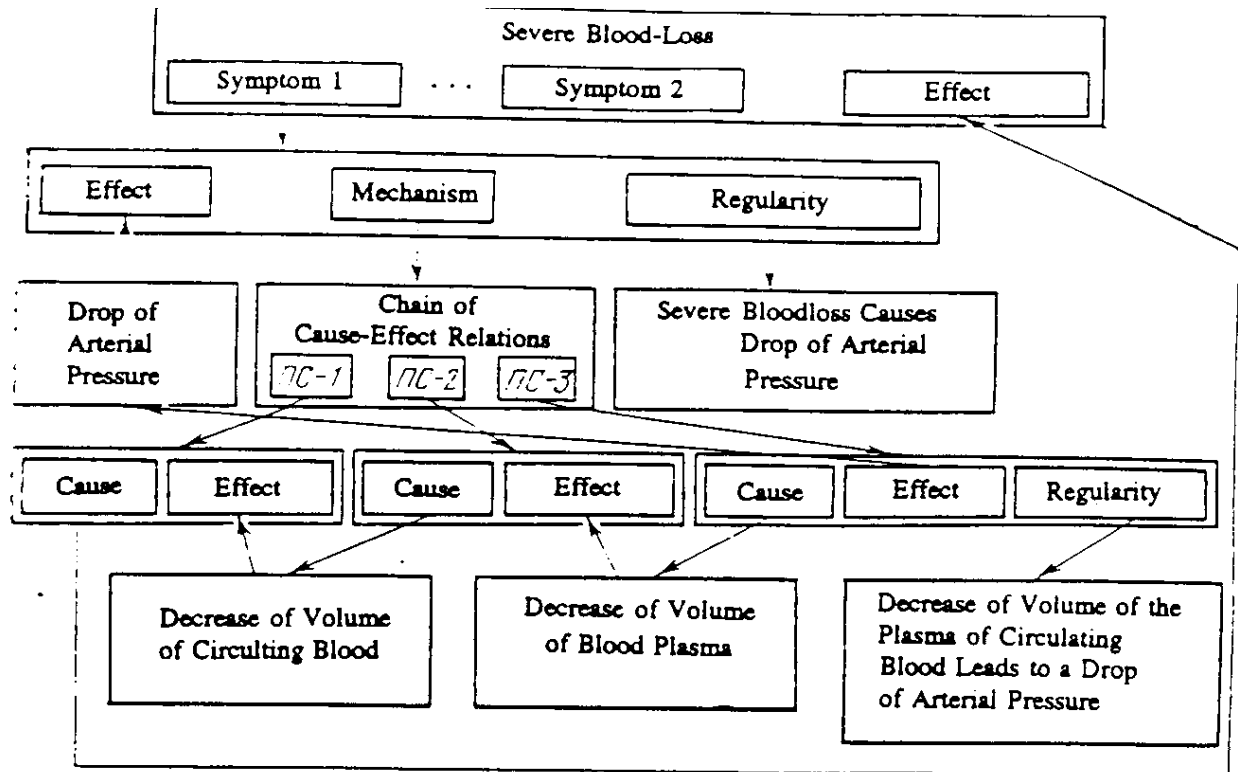 Severe Blood-Loss
Symptom 1 ... Symptom 2 Effect
Effect Mechanism Regularity
Drop of
Arterial
Pressure
Chain of
Cause-Effect Relations
ПС-1 ПС-2 ПС-3
Severe Bloodloss Causes
Drop of Arterial
Pressure
Cause Effect Cause Effect Cause Effect Regularity
Decrease of Volume
of Circulting Blood
Decrease of Volume
of Blood Plasma
Decrease of Volume of the
Plasma of Circulating
Blood Leads to a Drop
of Arterial Pressure